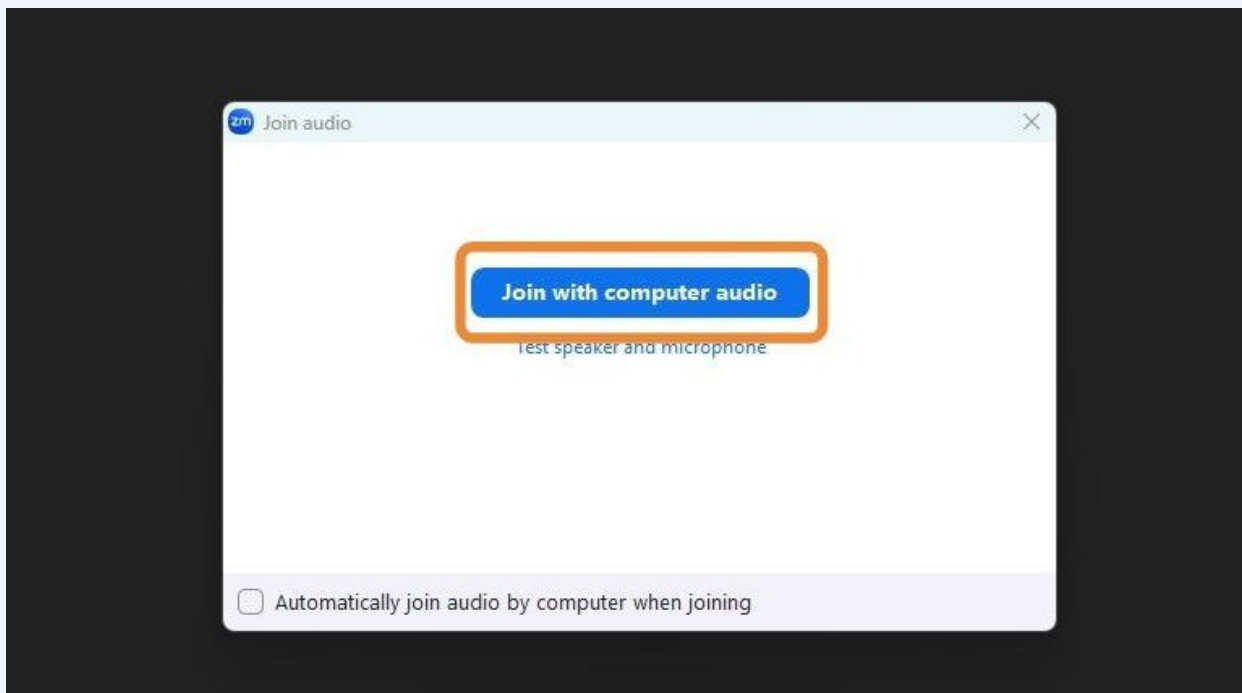 zm Join audio
Join with computer audio
Test speaker and microphone
Automatically join audio by computer when joining